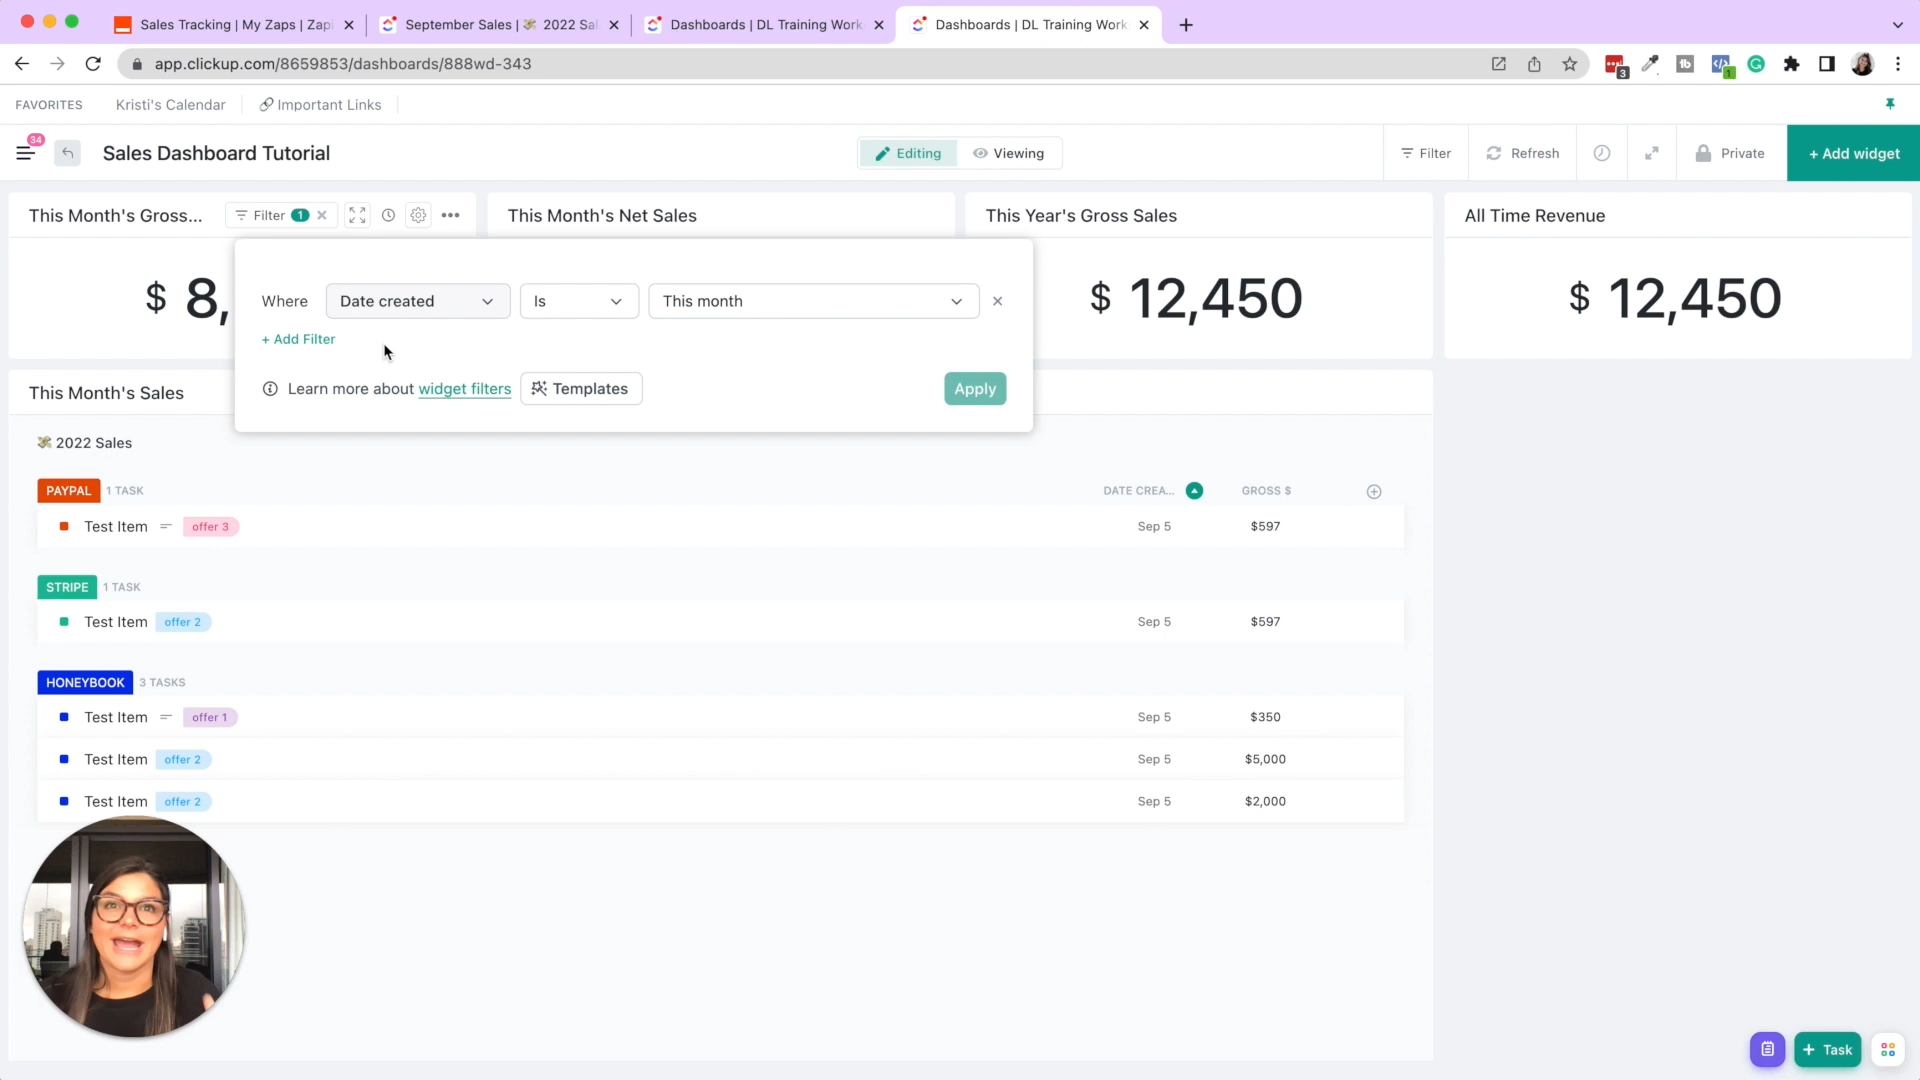 Sales Tracking | My Zaps | Zap
September Sales | 💸 2022 Sal
Dashboards | DL Training Work
Dashboards | DL Training Work
app.clickup.com/8659853/dashboards/888wd-343
3
1
FAVORITES
Kristi's Calendar
Important Links
34
Sales Dashboard Tutorial
Editing
Viewing
Filter
Refresh
Private
+ Add widget
This Month's Gross...
Filter 1
This Month's Net Sales
This Year's Gross Sales
All Time Revenue
$ 8,
$ 12,450
$ 12,450
Where
Date created
Is
This month
+ Add Filter
Learn more about widget filters
Templates
Apply
This Month's Sales
💸 2022 Sales
PAYPAL 1 TASK
DATE CREA...
GROSS $
Test Item offer 3 Sep 5 $597
STRIPE 1 TASK
Test Item offer 2 Sep 5 $597
HONEYBOOK 3 TASKS
Test Item offer 1 Sep 5 $350
Test Item offer 2 Sep 5 $5,000
Test Item offer 2 Sep 5 $2,000
+ Task